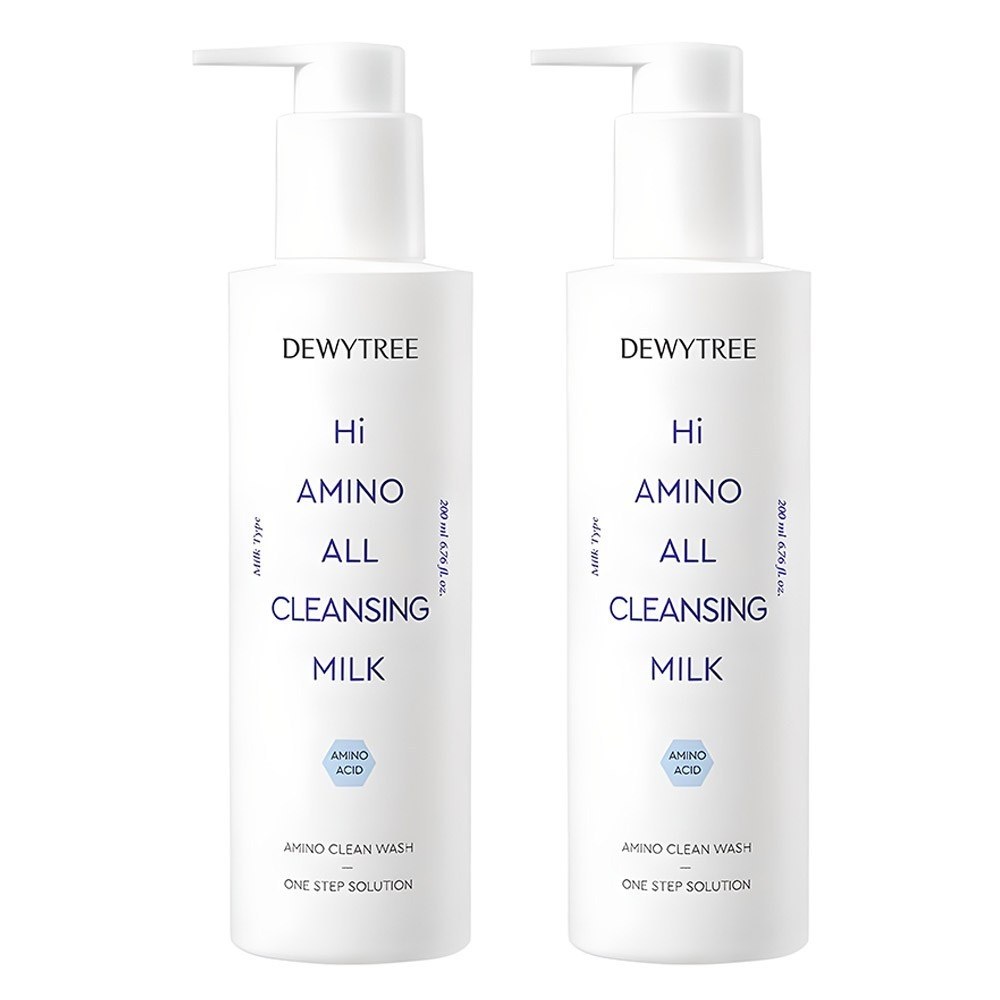 DEWYTREE
Hi
AMINO
ALL
CLEANSING
MILK
Milk Type
200 ml 6.76 fl. oz.
AMINO
ACID
AMINO CLEAN WASH
ONE STEP SOLUTION
DEWYTREE
Hi
AMINO
ALL
CLEANSING
MILK
Milk Type
200 ml 6.76 fl. oz.
AMINO
ACID
AMINO CLEAN WASH
ONE STEP SOLUTION